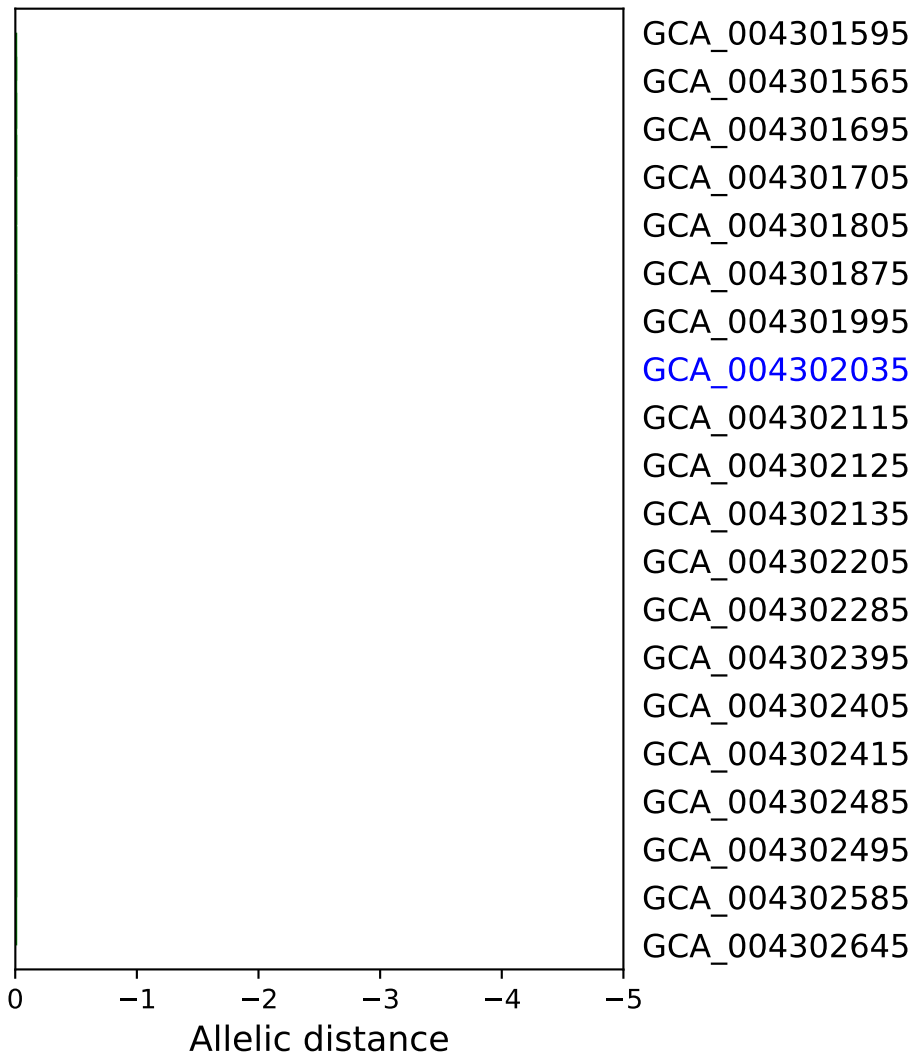 GCA_004301595
GCA_004301565
GCA_004301695
GCA_004301705
GCA_004301805
GCA_004301875
GCA_004301995
GCA_004302035
GCA_004302115
GCA_004302125
GCA_004302135
GCA_004302205
GCA_004302285
GCA_004302395
GCA_004302405
GCA_004302415
GCA_004302485
GCA_004302495
GCA_004302585
GCA_004302645
0 −1 −2 −3 −4 −5
Allelic distance